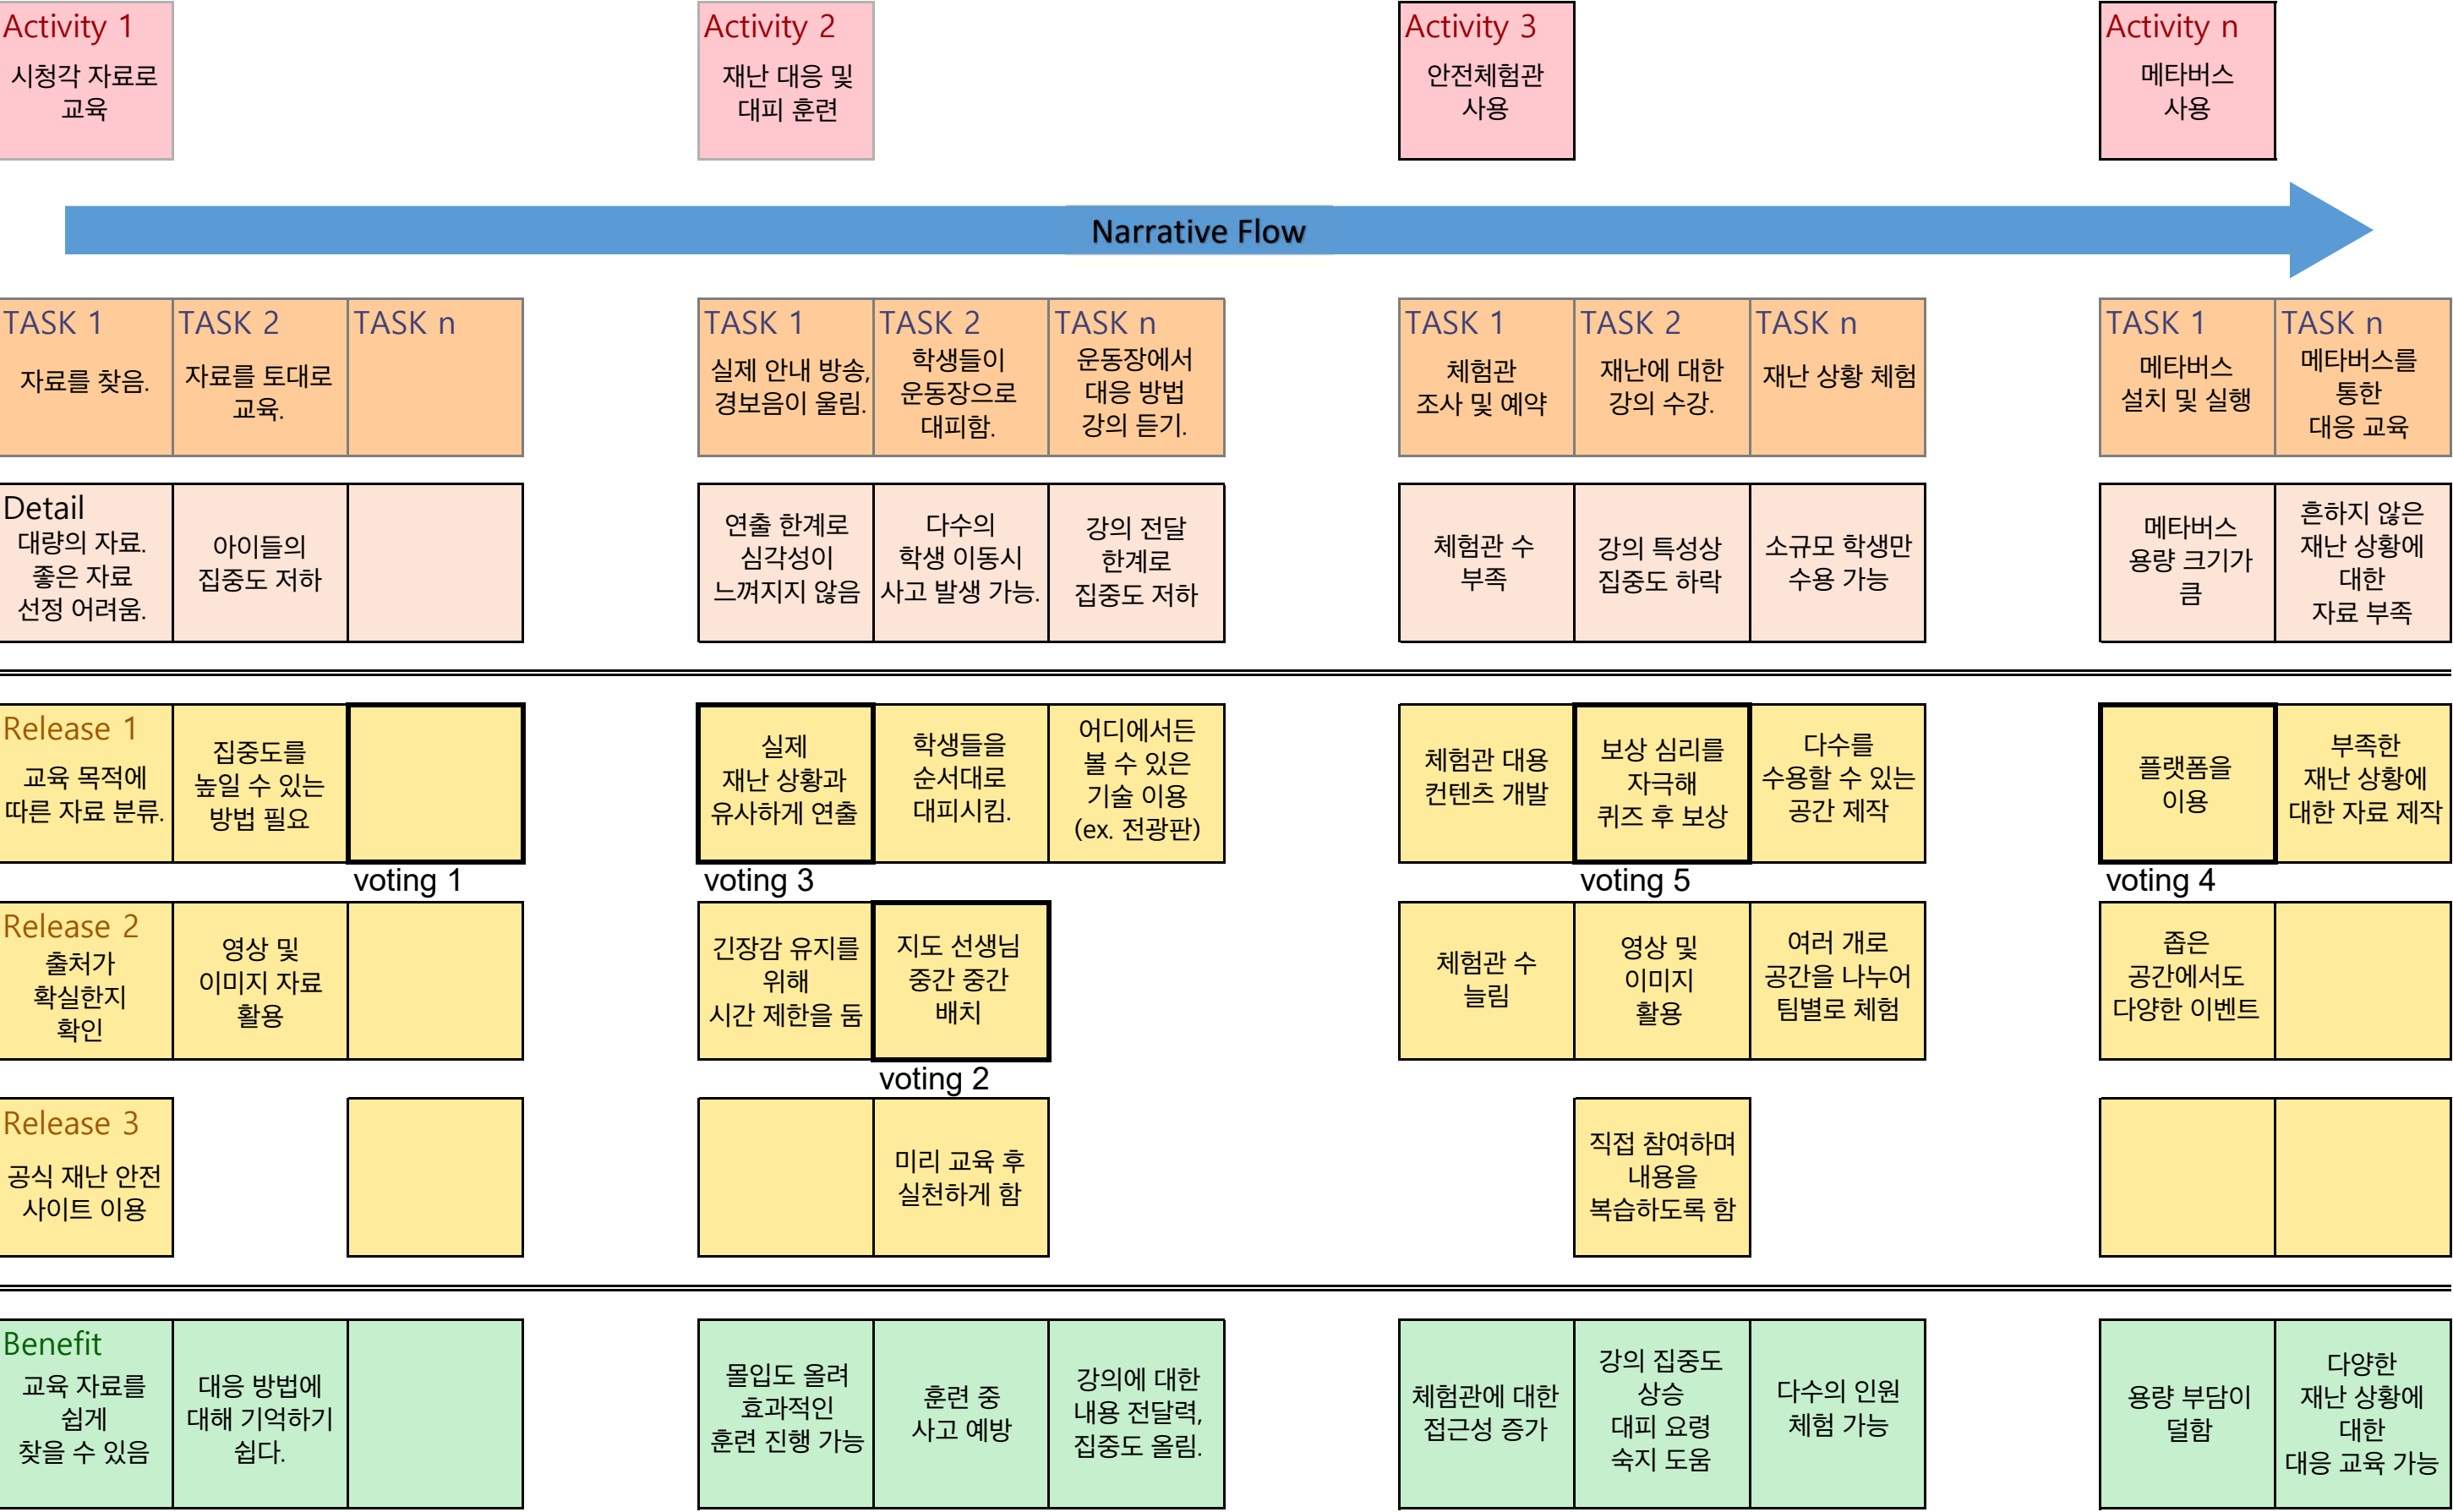 Activity 1
시청각 자료로
교육
Activity 2
재난 대응 및
대피 훈련
Activity 3
안전체험관
사용
Activity n
메타버스
사용
Narrative Flow
TASK 1
자료를 찾음.
TASK 2
자료를 토대로
교육.
TASK n
TASK 1
실제 안내 방송,
경보음이 울림.
TASK 2
학생들이
운동장으로
대피함.
TASK n
운동장에서
대응 방법
강의 듣기.
TASK 1
체험관
조사 및 예약
TASK 2
재난에 대한
강의 수강.
TASK n
재난 상황 체험
TASK 1
메타버스
설치 및 실행
TASK n
메타버스를
통한
대응 교육
Detail
대량의 자료.
좋은 자료
선정 어려움.
아이들의
집중도 저하
연출 한계로
심각성이
느껴지지 않음
다수의
학생 이동시
사고 발생 가능.
강의 전달
한계로
집중도 저하
체험관 수
부족
강의 특성상
집중도 하락
소규모 학생만
수용 가능
메타버스
용량 크기가
큼
흔하지 않은
재난 상황에
대한
자료 부족
Release 1
교육 목적에
따른 자료 분류.
집중도를
높일 수 있는
방법 필요
실제
재난 상황과
유사하게 연출
학생들을
순서대로
대피시킴.
어디에서든
볼 수 있은
기술 이용
(ex. 전광판)
체험관 대용
컨텐츠 개발
보상 심리를
자극해
퀴즈 후 보상
다수를
수용할 수 있는
공간 제작
플랫폼을
이용
부족한
재난 상황에
대한 자료 제작
voting 1
voting 3
voting 5
voting 4
Release 2
출처가
확실한지
확인
영상 및
이미지 자료
활용
긴장감 유지를
위해
시간 제한을 둠
지도 선생님
중간 중간
배치
체험관 수
늘림
영상 및
이미지
활용
여러 개로
공간을 나누어
팀별로 체험
좁은
공간에서도
다양한 이벤트
voting 2
Release 3
공식 재난 안전
사이트 이용
미리 교육 후
실천하게 함
직접 참여하며
내용을
복습하도록 함
Benefit
교육 자료를
쉽게
찾을 수 있음
대응 방법에
대해 기억하기
쉽다.
몰입도 올려
효과적인
훈련 진행 가능
훈련 중
사고 예방
강의에 대한
내용 전달력,
집중도 올림.
체험관에 대한
접근성 증가
강의 집중도
상승
대피 요령
숙지 도움
다수의 인원
체험 가능
용량 부담이
덜함
다양한
재난 상황에
대한
대응 교육 가능